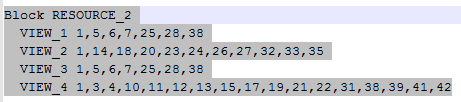 Block RESOURCE_2
VIEW_1 1,5,6,7,25,28,38
VIEW_2 1,14,18,20,23,24,26,27,32,33,35
VIEW_3 1,5,6,7,25,28,38
VIEW_4 1,3,4,10,11,12,13,15,17,19,21,22,31,38,39,41,42